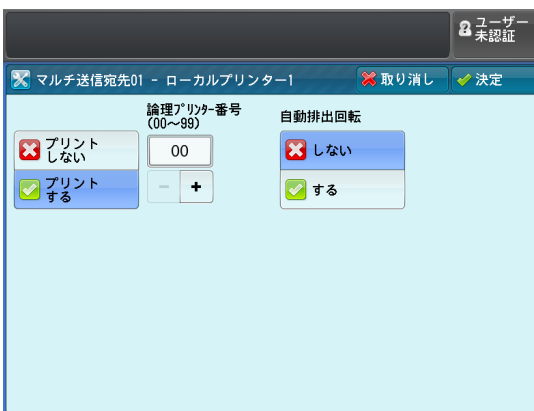 ユーザー
未認証
マルチ送信宛先01 - ローカルプリンター1
取り消し
決定
論理プリンター番号
(00～99)
自動排出回転
プリント
しない
00
しない
プリント
する
- +
する